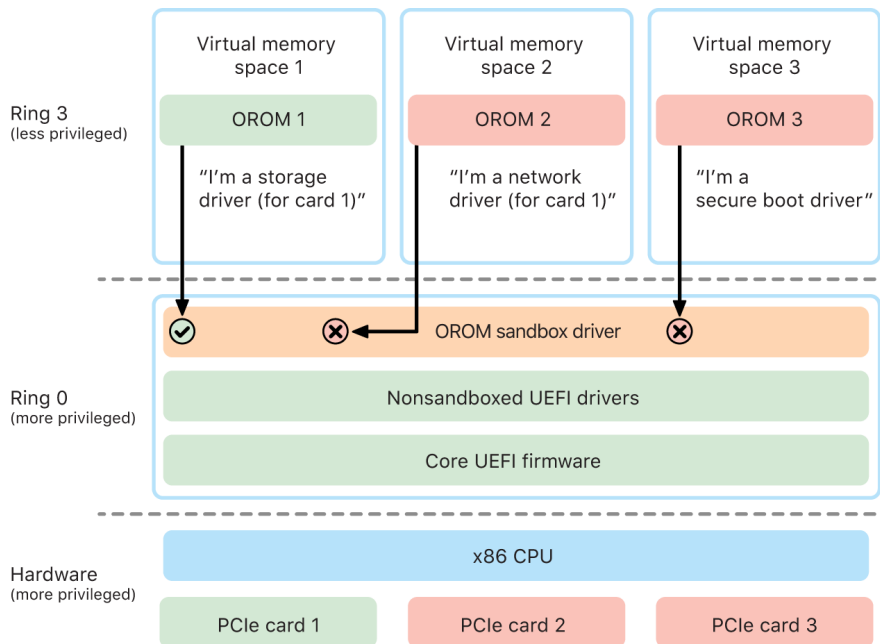 Virtual memory
space 1
Virtual memory
space 2
Virtual memory
space 3
Ring 3
(less privileged)
OROM 1
OROM 2
OROM 3
“I’m a storage
driver (for card 1)”
“I’m a network
driver (for card 1)”
“I’m a
secure boot driver”
OROM sandbox driver
Ring 0
(more privileged)
Nonsandboxed UEFI drivers
Core UEFI firmware
Hardware
(more privileged)
x86 CPU
PCIe card 1
PCIe card 2
PCIe card 3